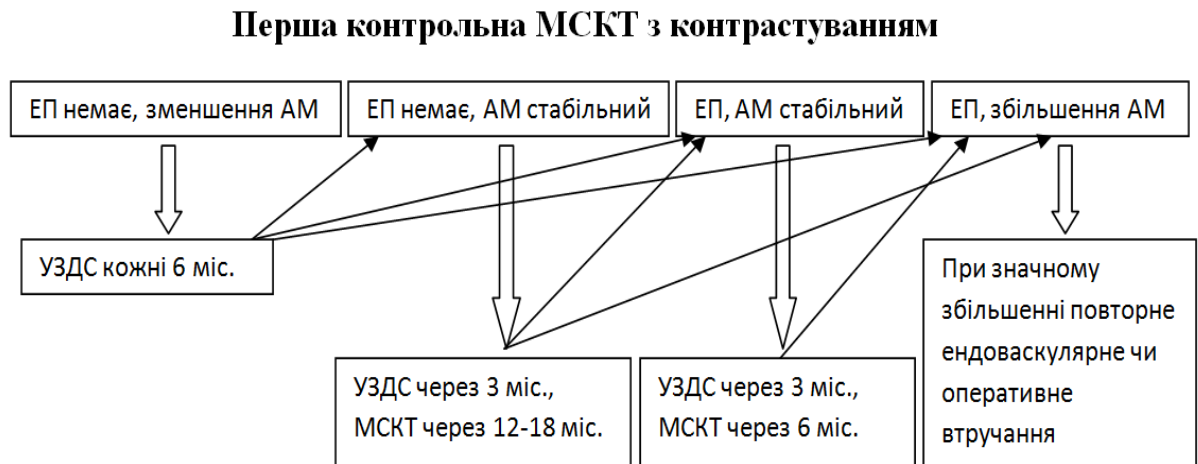 Перша контрольна МСКТ з контрастуванням
ЕП немає, зменшення АМ
ЕП немає, АМ стабільний
ЕП, АМ стабільний
ЕП, збільшення АМ
УЗДС кожні 6 міс.
УЗДС через 3 міс.,
МСКТ через 12-18 міс.
УЗДС через 3 міс.,
МСКТ через 6 міс.
При значному
збільшенні повторне
ендоваскулярне чи
оперативне
втручання